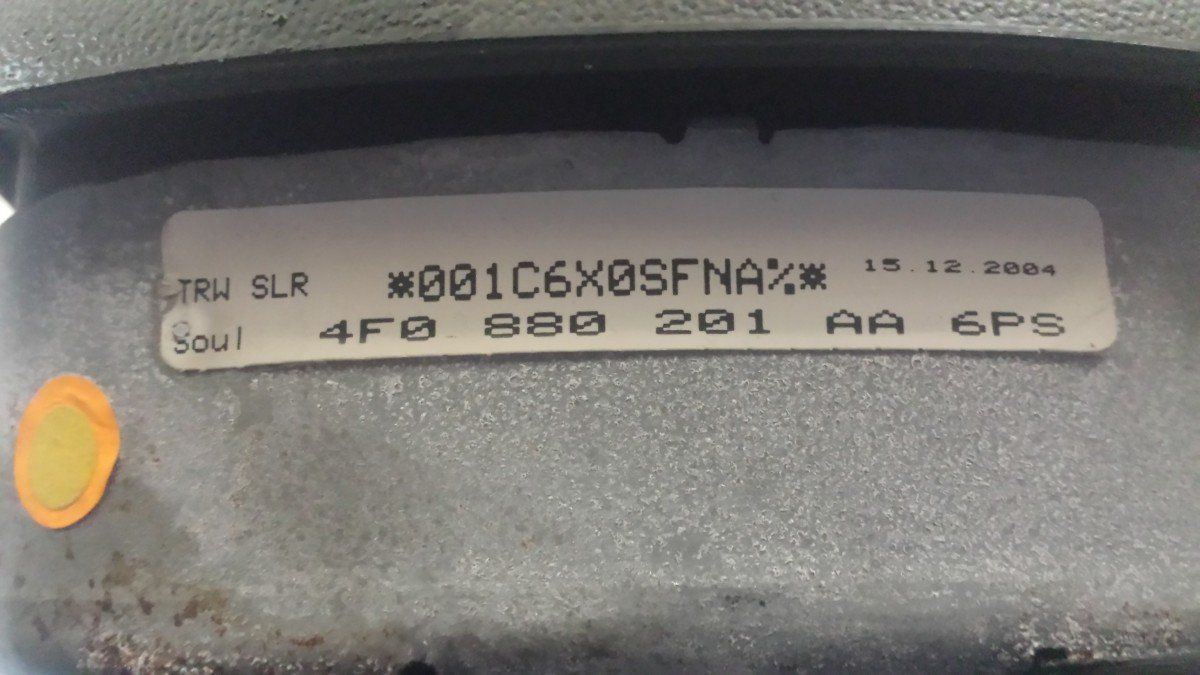 TRW SLR *001C6X0SFNA%* 15.12.2004
Soul 4F0 880 201 AA 6PS